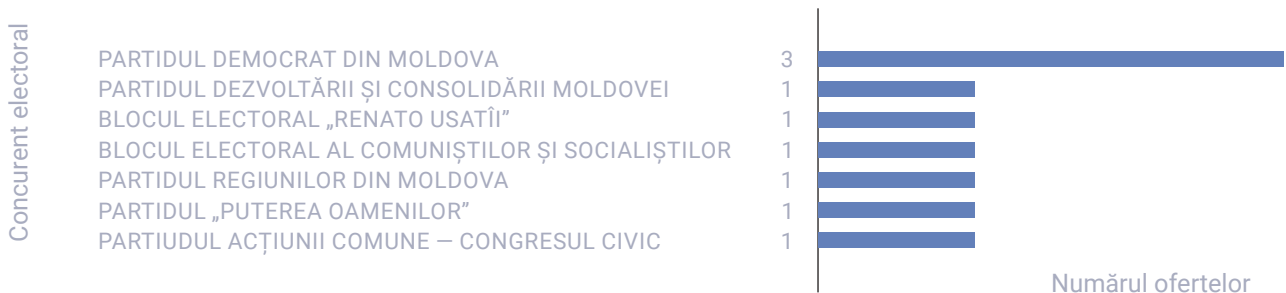 Concurent electoral
PARTIDUL DEMOCRAT DIN MOLDOVA 3
PARTIDUL DEZVOLTĂRII ȘI CONSOLIDĂRII MOLDOVEI 1
BLOCUL ELECTORAL „RENATO USATÎI” 1
BLOCUL ELECTORAL AL COMUNIȘTILOR ȘI SOCIALIȘTILOR 1
PARTIDUL REGIUNILOR DIN MOLDOVA 1
PARTIDUL „PUTEREA OAMENILOR” 1
PARTIUDUL ACȚIUNII COMUNE — CONGRESUL CIVIC 1
Numărul ofertelor